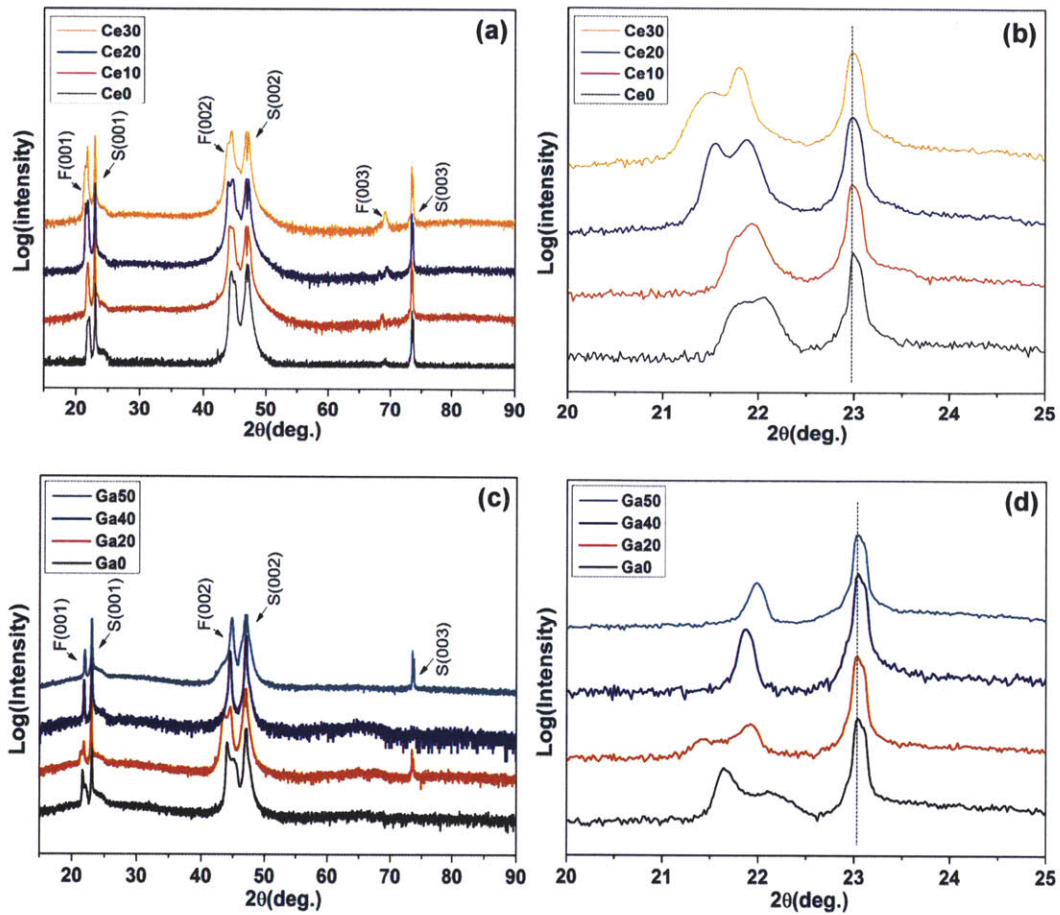 (a)
Ce30
Ce20
Ce10
Ce0
F(001)
S(001)
F(002)
S(002)
F(003)
S(003)
Log(intensity)
20 30 40 50 60 70 80 90
2θ(deg.)
(b)
Ce30
Ce20
Ce10
Ce0
Log(intensity)
20 21 22 23 24 25
2θ(deg.)
(c)
Ga50
Ga40
Ga20
Ga0
F(001)
S(001)
F(002)
S(002)
S(003)
Log(Intensity)
20 30 40 50 60 70 80 90
2θ(deg.)
(d)
Ga50
Ga40
Ga20
Ga0
Log(Intensity)
20 21 22 23 24 25
2θ(deg.)